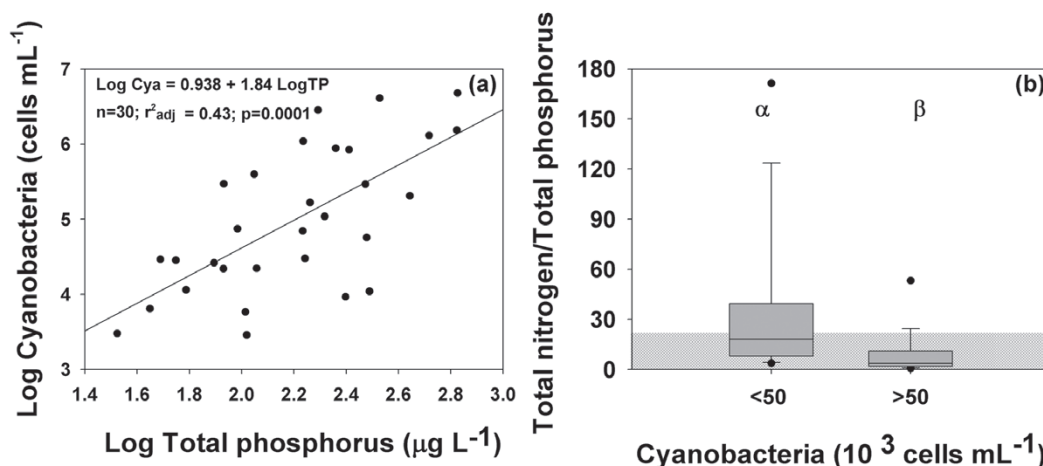 Log Cyanobacteria (cells mL-1)
7
6
5
4
3
Log Cya = 0.938 + 1.84 LogTP
n=30; r²adj = 0.43; p=0.0001
(a)
1.4 1.6 1.8 2.0 2.2 2.4 2.6 2.8 3.0
Log Total phosphorus (µg L-1)
Total nitrogen/Total phosphorus
180
150
120
90
60
30
0
(b)
α β
<50 >50
Cyanobacteria (10 3 cells mL-1)